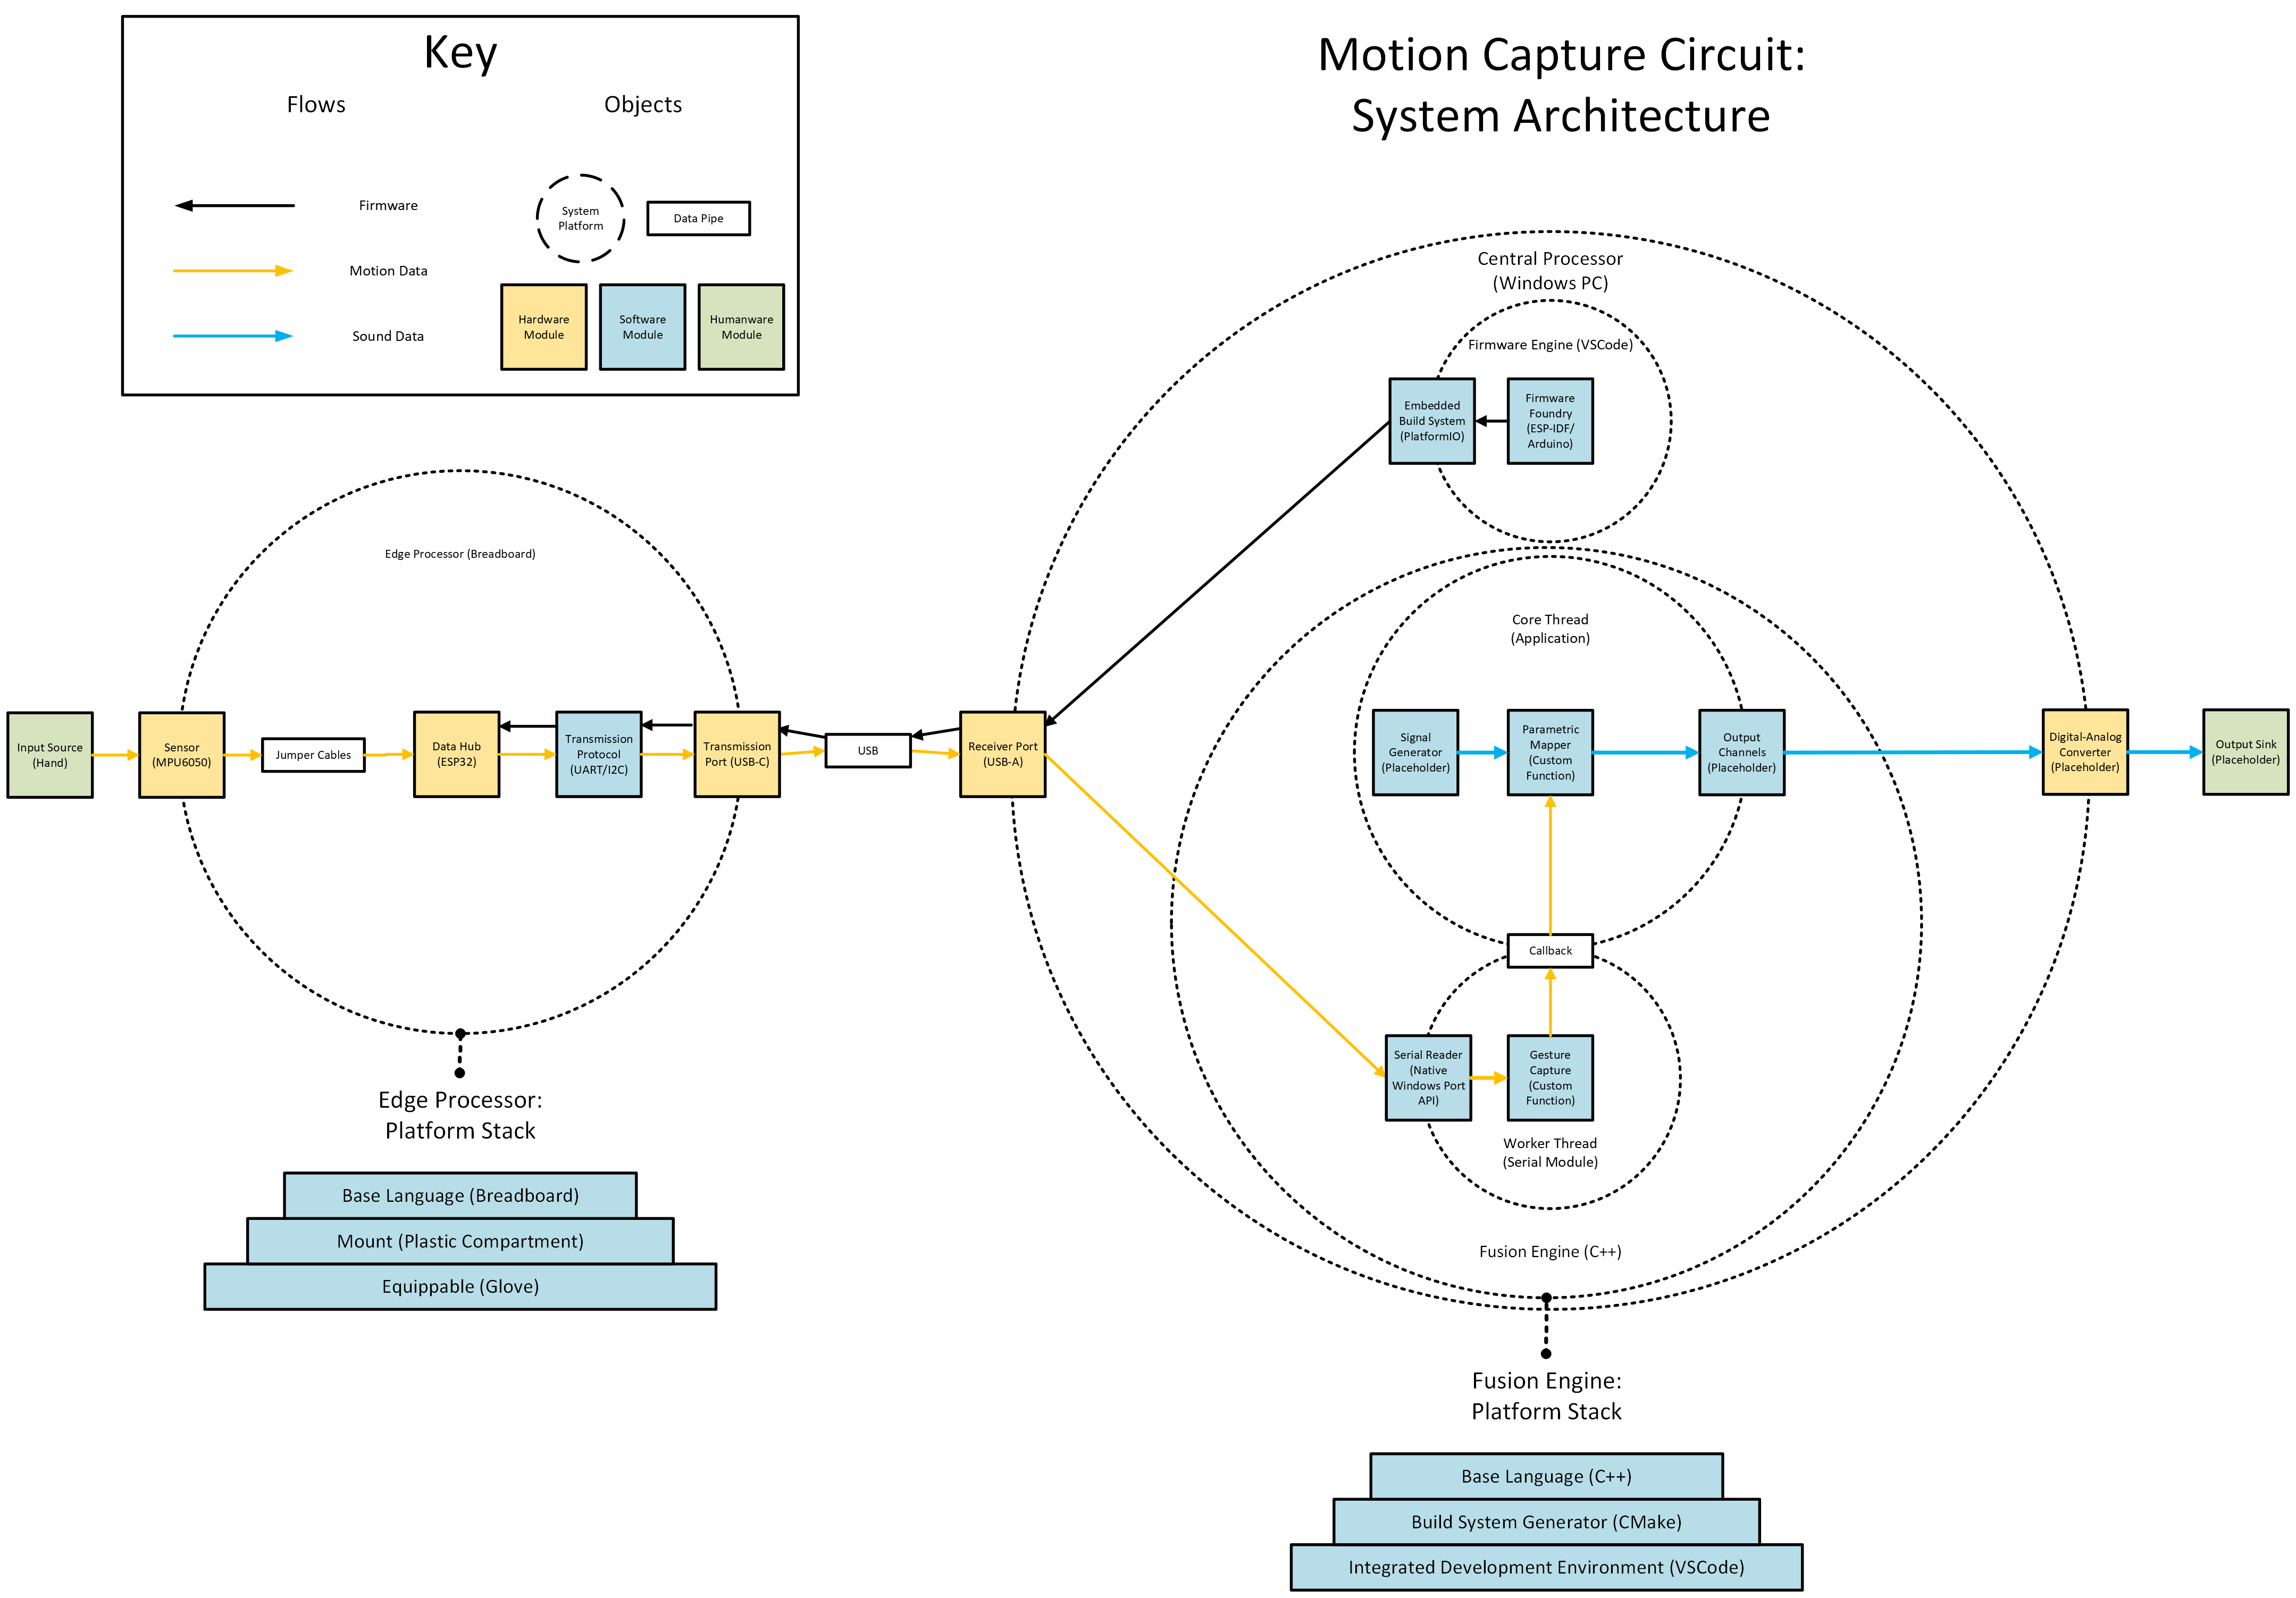 Key
Flows
Objects
Firmware
Motion Data
Sound Data
System
Platform
Data Pipe
Hardware
Module
Software
Module
Humanware
Module
Motion Capture Circuit:
System Architecture
Central Processor
(Windows PC)
Firmware Engine (VSCode)
Embedded
Build System
(PlatformIO)
Firmware
Foundry
(ESP-IDF/
Arduino)
Edge Processor (Breadboard)
Input Source
(Hand)
Sensor
(MPU6050)
Jumper Cables
Data Hub
(ESP32)
Transmission
Protocol
(UART/I2C)
Transmission
Port (USB-C)
USB
Receiver Port
(USB-A)
Core Thread
(Application)
Signal
Generator
(Placeholder)
Parametric
Mapper
(Custom
Function)
Output
Channels
(Placeholder)
Digital-Analog
Converter
(Placeholder)
Output Sink
(Placeholder)
Callback
Serial Reader
(Native
Windows Port
API)
Gesture
Capture
(Custom
Function)
Worker Thread
(Serial Module)
Fusion Engine (C++)
Edge Processor:
Platform Stack
Base Language (Breadboard)
Mount (Plastic Compartment)
Equippable (Glove)
Fusion Engine:
Platform Stack
Base Language (C++)
Build System Generator (CMake)
Integrated Development Environment (VSCode)